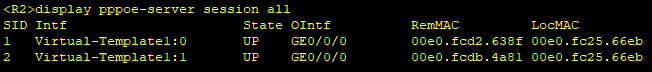 <R2>display pppoe-server session all
SID Intf State OIntf RemMAC LocMAC
1 Virtual-Template1:0 UP GE0/0/0 00e0.fcd2.638f 00e0.fc25.66eb
2 Virtual-Template1:1 UP GE0/0/0 00e0.fcdb.4a81 00e0.fc25.66eb